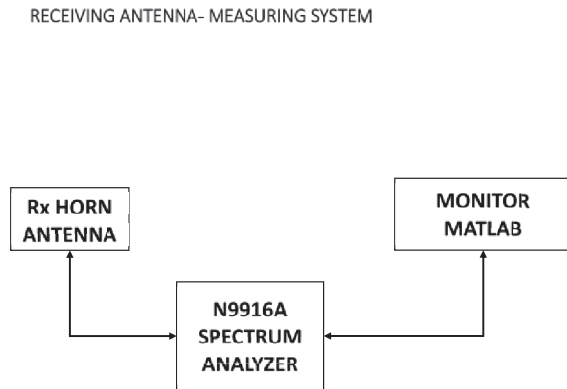 RECEIVING ANTENNA- MEASURING SYSTEM
Rx HORN
ANTENNA
MONITOR
MATLAB
N9916A
SPECTRUM
ANALYZER